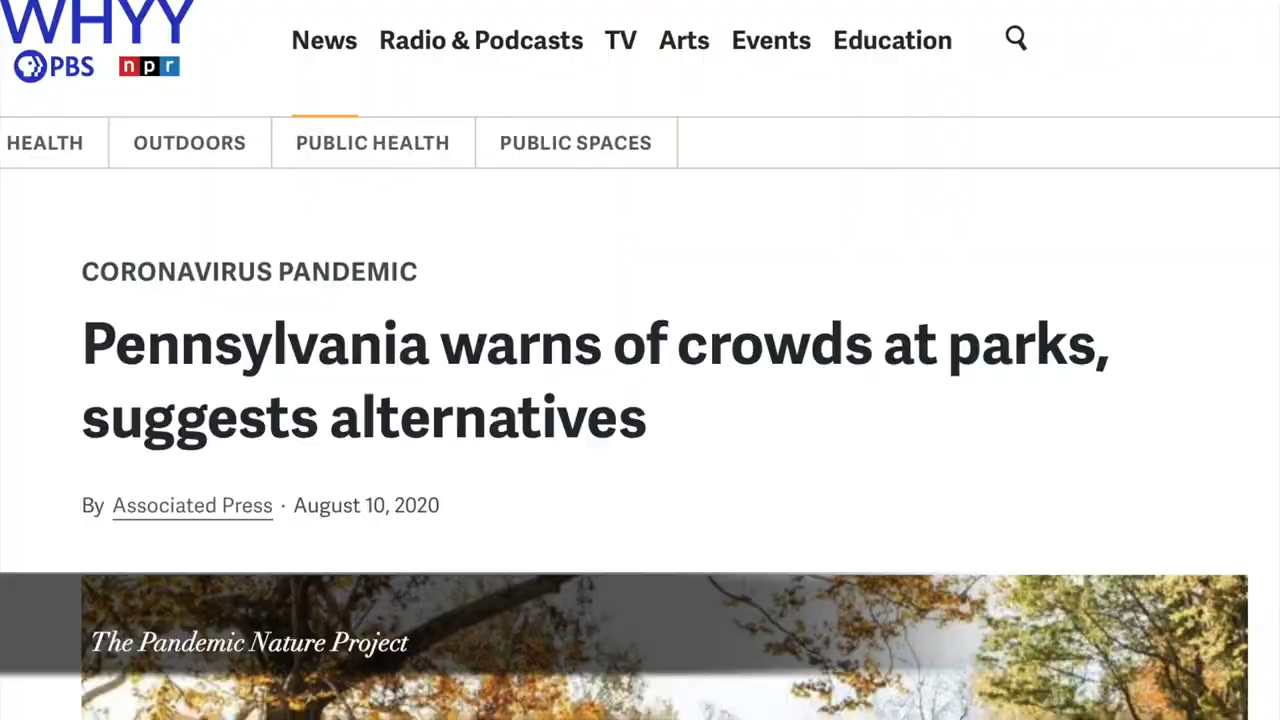 WHYY
PBS npr
News Radio & Podcasts TV Arts Events Education
HEALTH OUTDOORS PUBLIC HEALTH PUBLIC SPACES
CORONAVIRUS PANDEMIC
Pennsylvania warns of crowds at parks,
suggests alternatives
By Associated Press · August 10, 2020
The Pandemic Nature Project